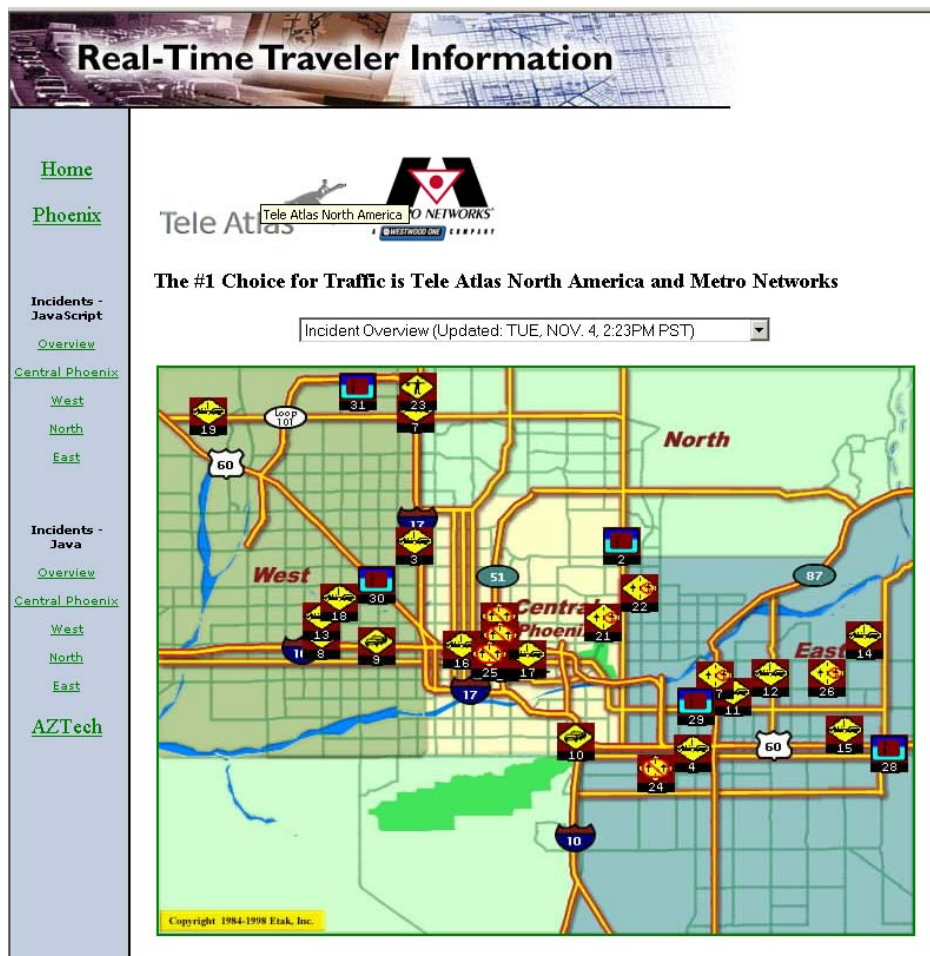 Real-Time Traveler Information
Home
Phoenix
Incidents -
JavaScript
Overview
Central Phoenix
West
North
East
Incidents -
Java
Overview
Central Phoenix
West
North
East
AZTech
Tele Atlas
Tele Atlas North America
O NETWORKS
A WESTWOOD ONE COMPANY
The #1 Choice for Traffic is Tele Atlas North America and Metro Networks
Incident Overview (Updated: TUE, NOV. 4, 2:23PM PST)
31
23
19
Loop
101
7
North
60
17
3
2
West
30
51
87
18
22
Central
13
21
Phoenix
14
8
9
16
25
17
East
7
12
26
11
17
29
10
4
60
15
28
24
10
Copyright 1984-1998 Etak, Inc.